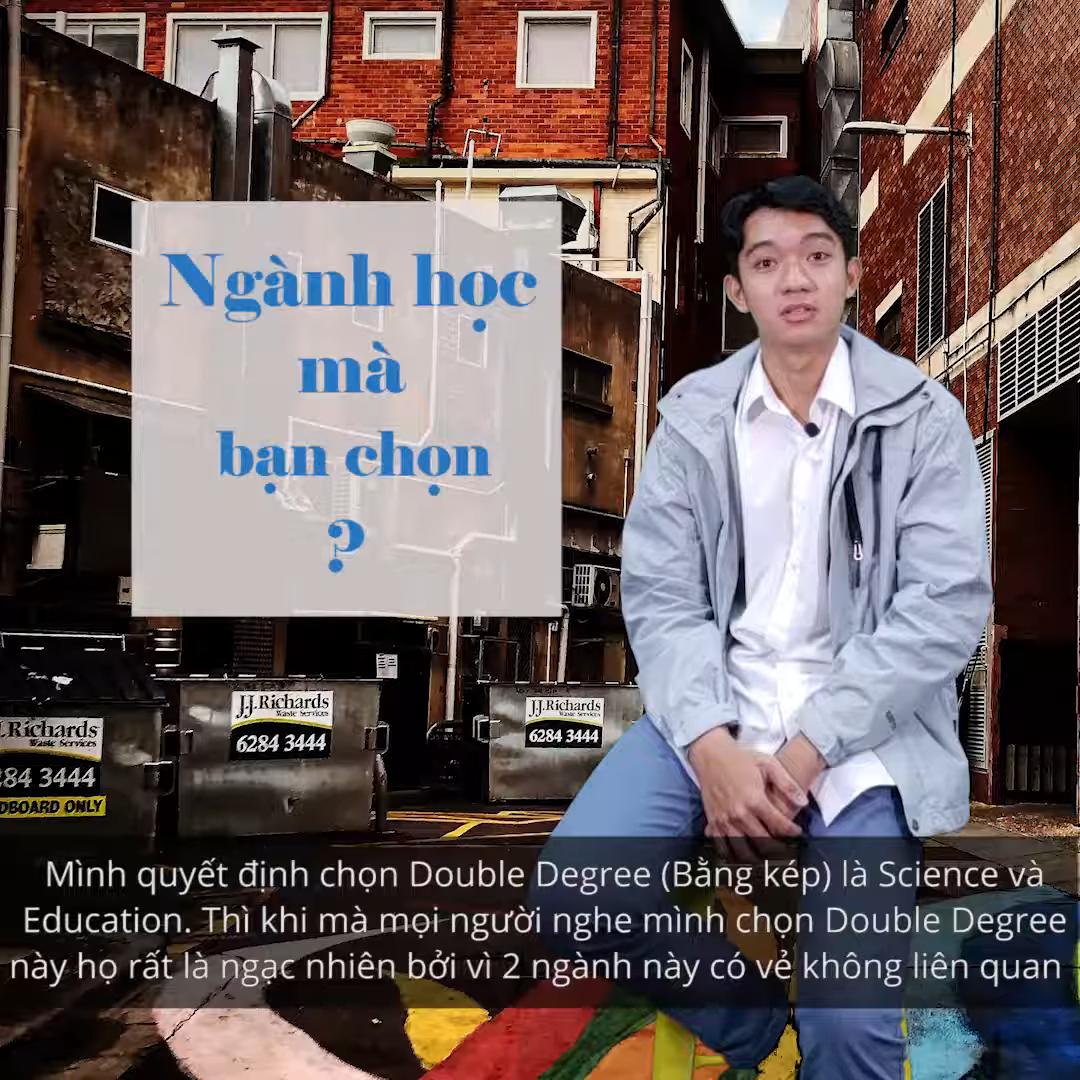 Ngành học
mà
bạn chọn
?
J.J.Richards
Waste Services
6284 3444
J.J.Richards
Waste Services
6284 3444
.J.Richards
Waste Services
284 3444
DBOARD ONLY
Mình quyết định chọn Double Degree (Bằng kép) là Science và
Education. Thì khi mà mọi người nghe mình chọn Double Degree
này họ rất là ngạc nhiên bởi vì 2 ngành này có vẻ không liên quan